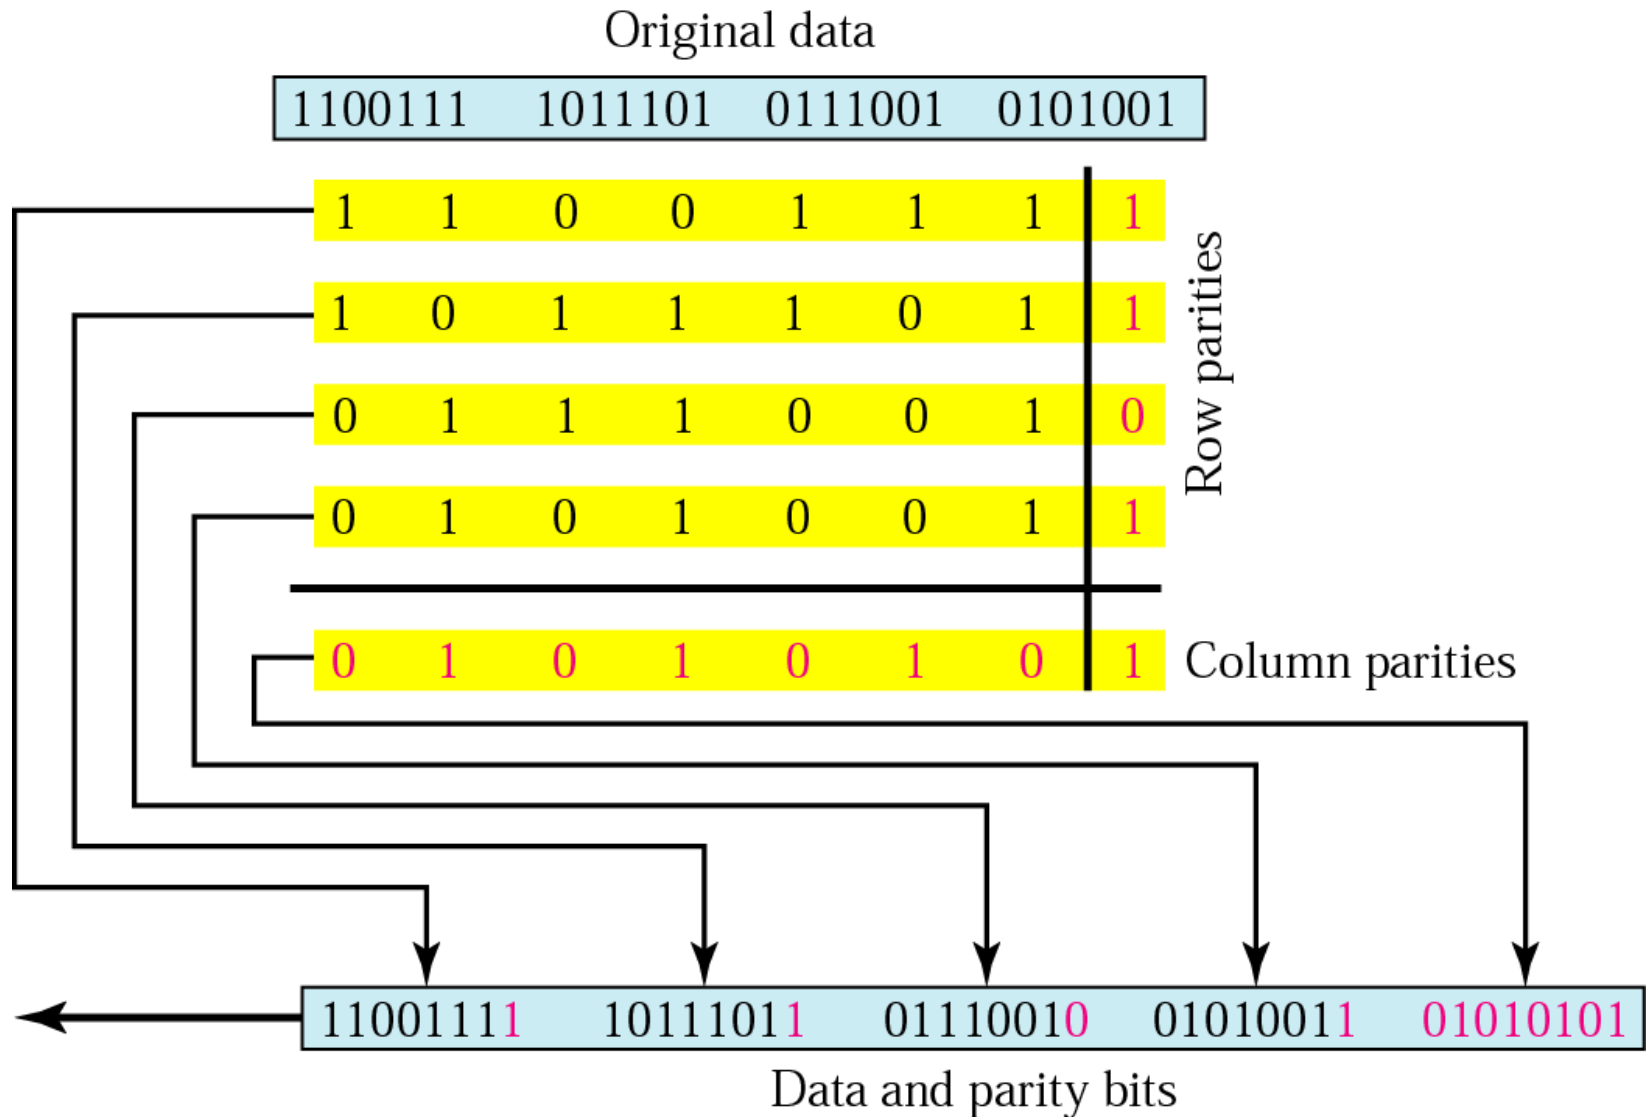 Original data
1100111 1011101 0111001 0101001
1 1 0 0 1 1 1 1
1 0 1 1 1 0 1 1
0 1 1 1 0 0 1 0
0 1 0 1 0 0 1 1
Row parities
0 1 0 1 0 1 0 1 Column parities
11001111 10111011 01110010 01010011 01010101
Data and parity bits